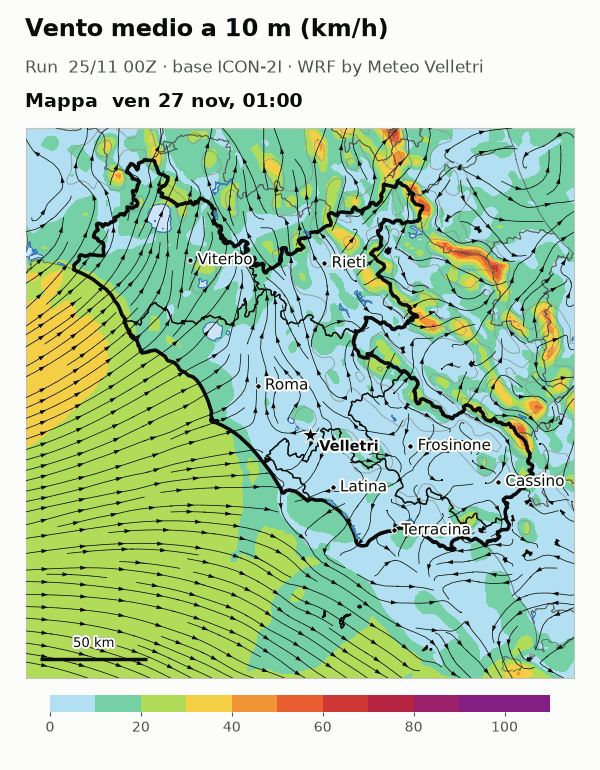 Vento medio a 10 m (km/h)
Run 25/11 00Z · base ICON-2I · WRF by Meteo Velletri
Mappa ven 27 nov, 01:00
Viterbo
Rieti
Roma
Velletri
Frosinone
Cassino
Latina
Terracina
50 km
0 20 40 60 80 100